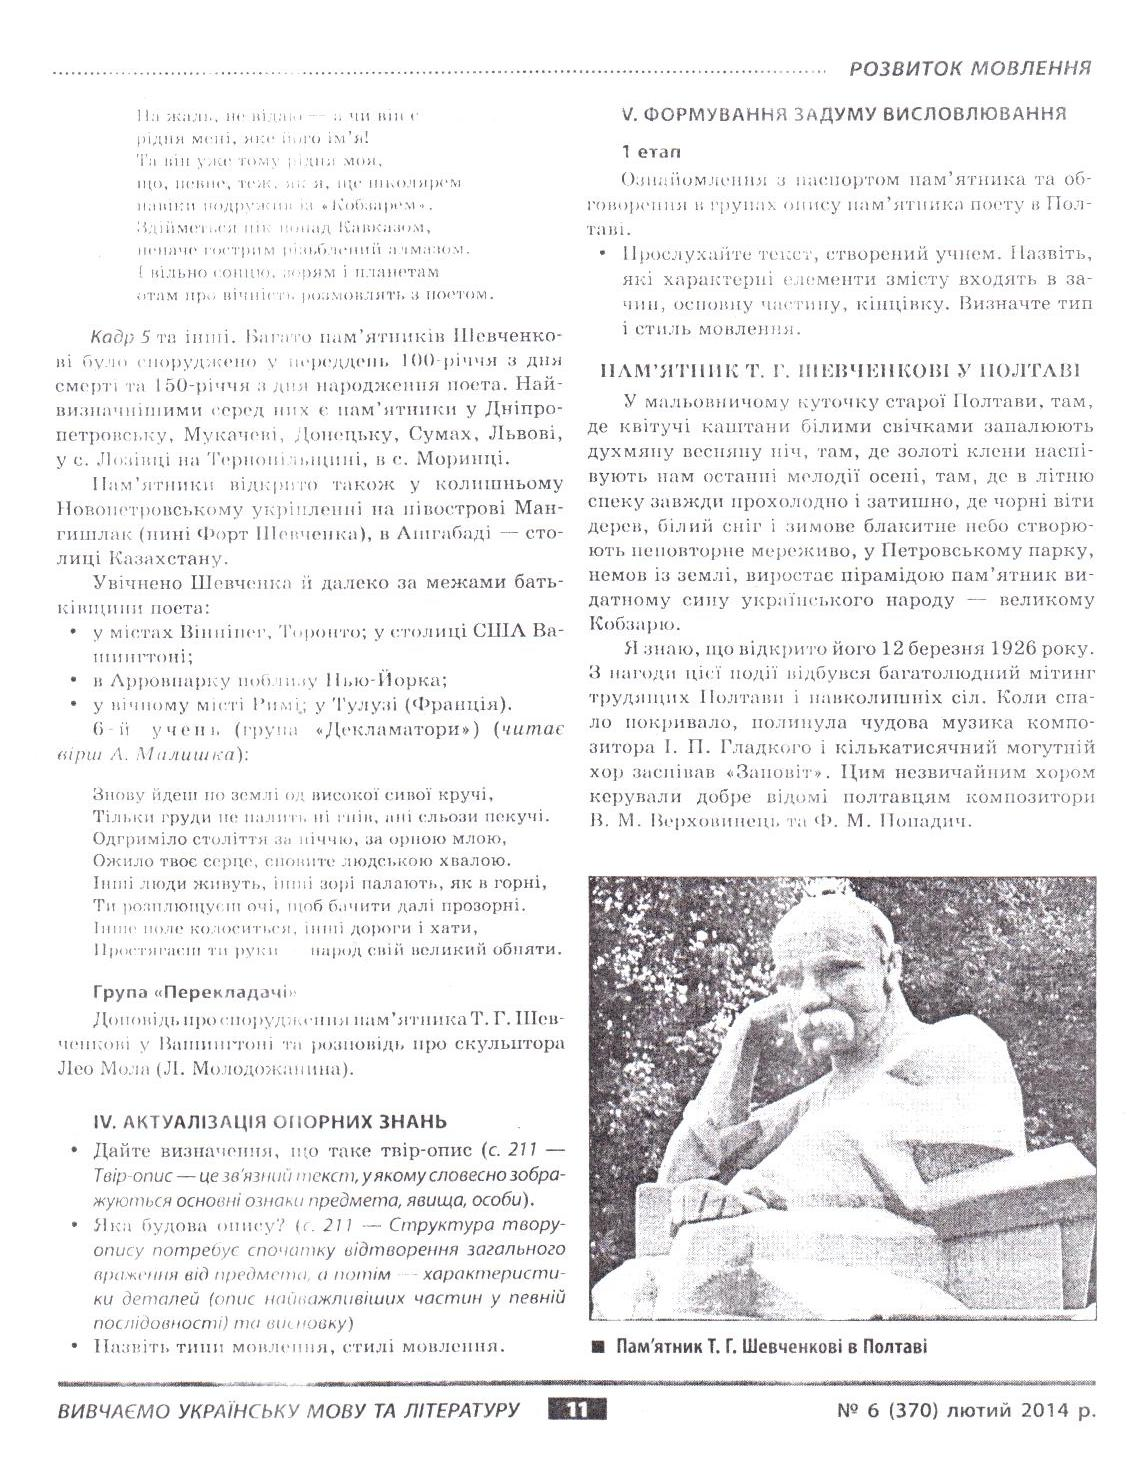 РОЗВИТОК МОВЛЕННЯ
На жаль, не відаю — а чи він є
рідня мені, яке його ім’я!
Та він уже тому рідня моя,
що, певне, теж, як я, ще школярем
навіки подружив із «Кобзарем».
Здіймається пік понад Кавказом,
неначе гострим різьблений алмазом.
І вільно сонцю, зорям і планетам
отам про вічність розмовлять з поетом.
Кадр 5 та інші. Багато пам’ятників Шевченко-
ві було споруджено у переддень 100-річчя з дня
смерті та 150-річчя з дня народження поета. Най-
визначнішими серед них є пам’ятники у Дніпро-
петровську, Мукачеві, Донецьку, Сумах, Львові,
у с. Лозівці на Тернопільщині, в с. Моринці.
Пам’ятники відкрито також у колишньому
Новопетровському укріпленні на півострові Ман-
гишлак (нині Форт Шевченка), в Ашгабаді — сто-
лиці Казахстану.
Увічнено Шевченка й далеко за межами бать-
ківщини поета:
• у містах Вінніпег, Торонто; у столиці США Ва-
шингтоні;
• в Арровпарку поблизу Нью-Йорка;
• у вічному місті Римі; у Тулузі (Франція).
6-й учень (група «Декламатори») (читає
вірш А. Малишка):
Знову йдеш по землі од високої сивої кручі,
Тільки груди не палить ні гнів, ані сльози пекучі.
Одгриміло століття за ніччю, за орною млою,
Ожило твоє серце, сповите людською хвалою.
Інші люди живуть, інші зорі палають, як в горні,
Ти розплющуєш очі, щоб бачити далі прозорні.
Інше поле колоситься, інші дороги і хати,
Простягаєш ти руки народ свій великий обняти.
Група «Перекладачі»
Доповідь про спорудження пам’ятника Т. Г. Шев-
ченкові у Вашингтоні та розповідь про скульптора
Лео Мола (Л. Молодожанина).
IV. АКТУАЛІЗАЦІЯ ОПОРНИХ ЗНАНЬ
• Дайте визначення, що таке твір-опис (с. 211 —
Твір-опис — це зв’язний текст, у якому словесно зобра-
жуються основні ознаки предмета, явища, особи).
• Яка будова опису? (с. 211 — Структура твору-
опису потребує спочатку відтворення загального
враження від предмета, а потім — характеристи-
ки деталей (опис найважливіших частин у певній
послідовності) та висновку)
• Назвіть типи мовлення, стилі мовлення.
V. ФОРМУВАННЯ ЗАДУМУ ВИСЛОВЛЮВАННЯ
1 етап
Ознайомлення з паспортом пам’ятника та об-
говорення в групах опису пам’ятника поету в Пол-
таві.
• Прослухайте текст, створений учнем. Назвіть,
які характерні елементи змісту входять в за-
чин, основну частину, кінцівку. Визначте тип
і стиль мовлення.
ПАМ’ЯТНИК Т. Г. ШЕВЧЕНКОВІ У ПОЛТАВІ
У мальовничому куточку старої Полтави, там,
де квітучі каштани білими свічками запалюють
духмяну весняну ніч, там, де золоті клени наспі-
вують нам останні мелодії осені, там, де в літню
спеку завжди прохолодно і затишно, де чорні віти
дерев, білий сніг і зимове блакитне небо створю-
ють неповторне мереживо, у Петровському парку,
немов із землі, виростає пірамідою пам’ятник ви-
датному сину українського народу — великому
Кобзарю.
Я знаю, що відкрито його 12 березня 1926 року.
З нагоди цієї події відбувся багатолюдний мітинг
трудящих Полтави і навколишніх сіл. Коли спа-
ло покривало, полинула чудова музика компо-
зитора І. П. Гладкого і кількатисячний могутній
хор заспівав «Заповіт». Цим незвичайним хором
керували добре відомі полтавцям композитори
В. М. Верховинець та Ф. М. Попадич.
■ Пам’ятник Т. Г. Шевченкові в Полтаві
ВИВЧАЄМО УКРАЇНСЬКУ МОВУ ТА ЛІТЕРАТУРУ
11
№ 6 (370) лютий 2014 р.